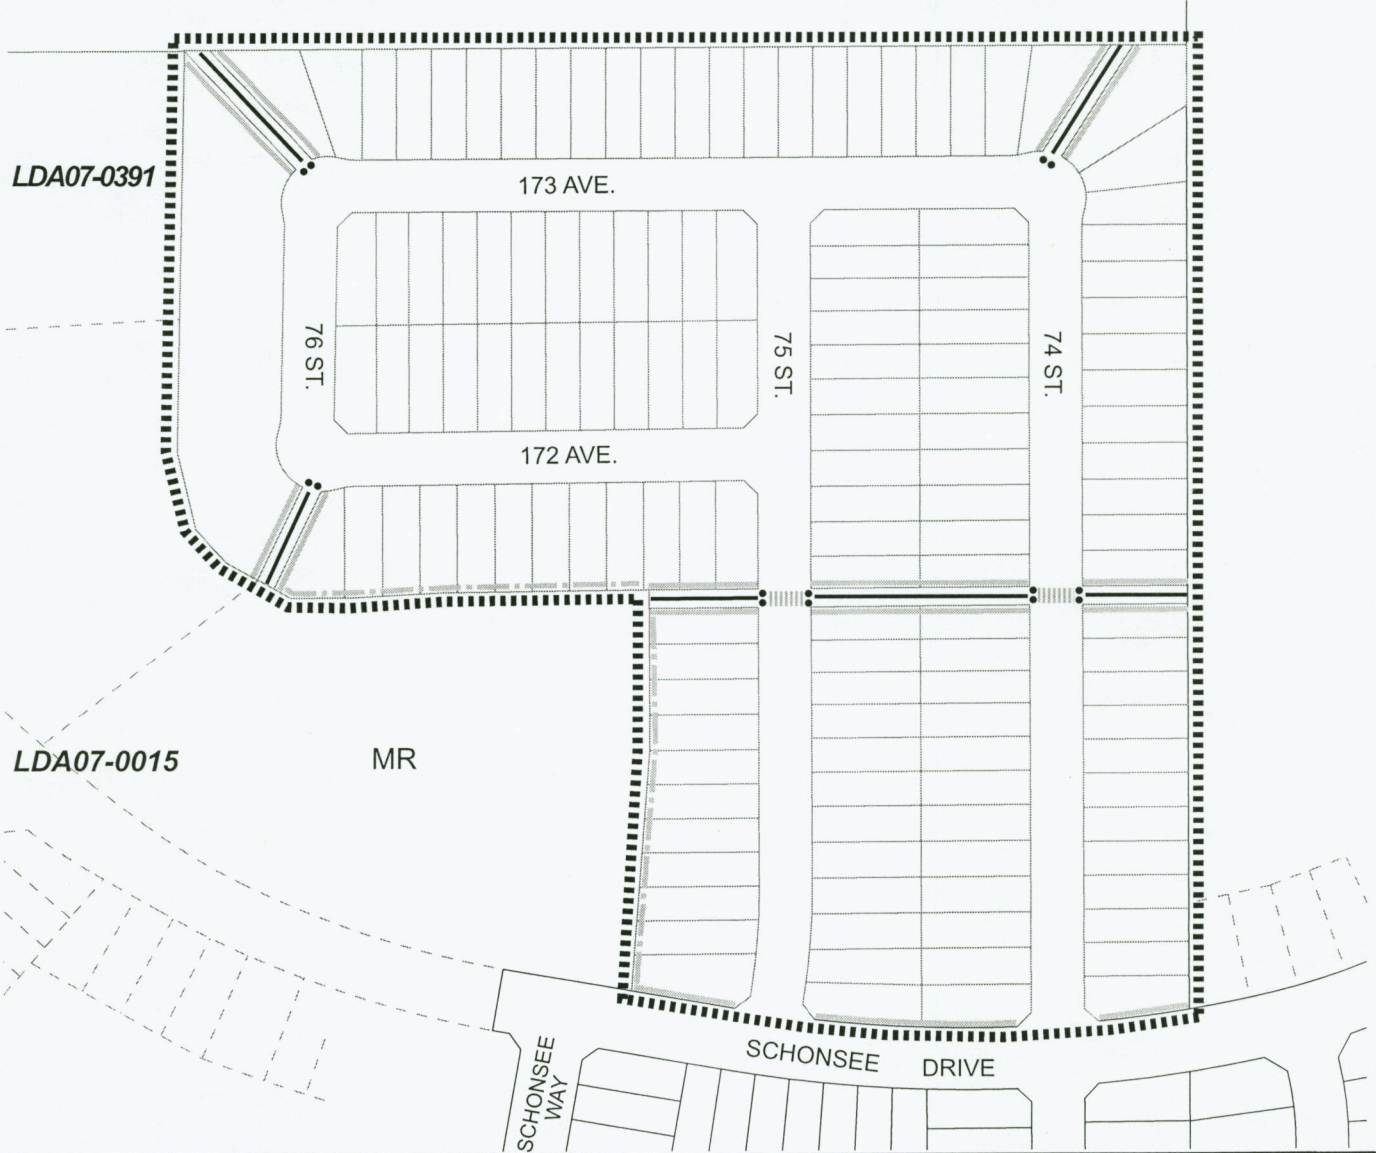 LDA07-0391
173 AVE.
76 ST.
75 ST.
74 ST.
172 AVE.
LDA07-0015
MR
SCHONSEE DRIVE
SCHONSEE
WAY